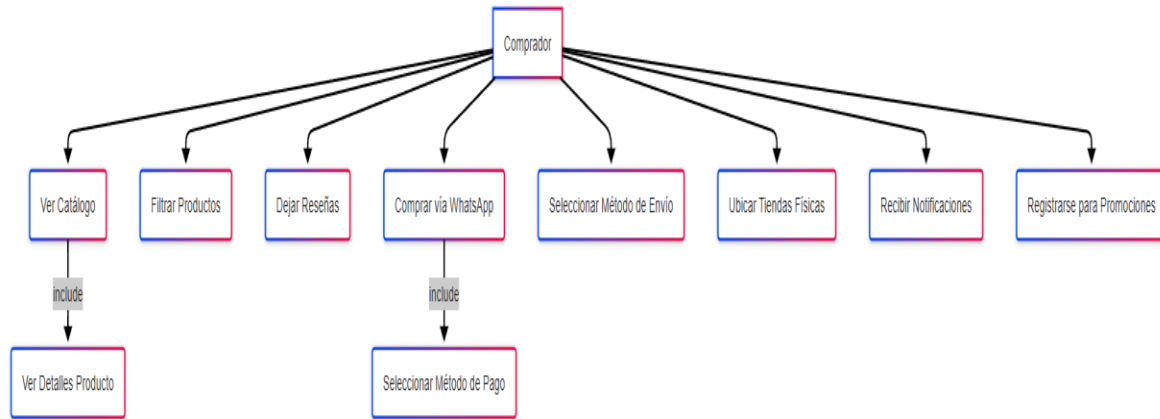 Comprador
Ver Catálogo
Filtrar Productos
Dejar Reseñas
Comprar vía WhatsApp
Seleccionar Método de Envío
Ubicar Tiendas Físicas
Recibir Notificaciones
Registrarse para Promociones
include
include
Ver Detalles Producto
Seleccionar Método de Pago